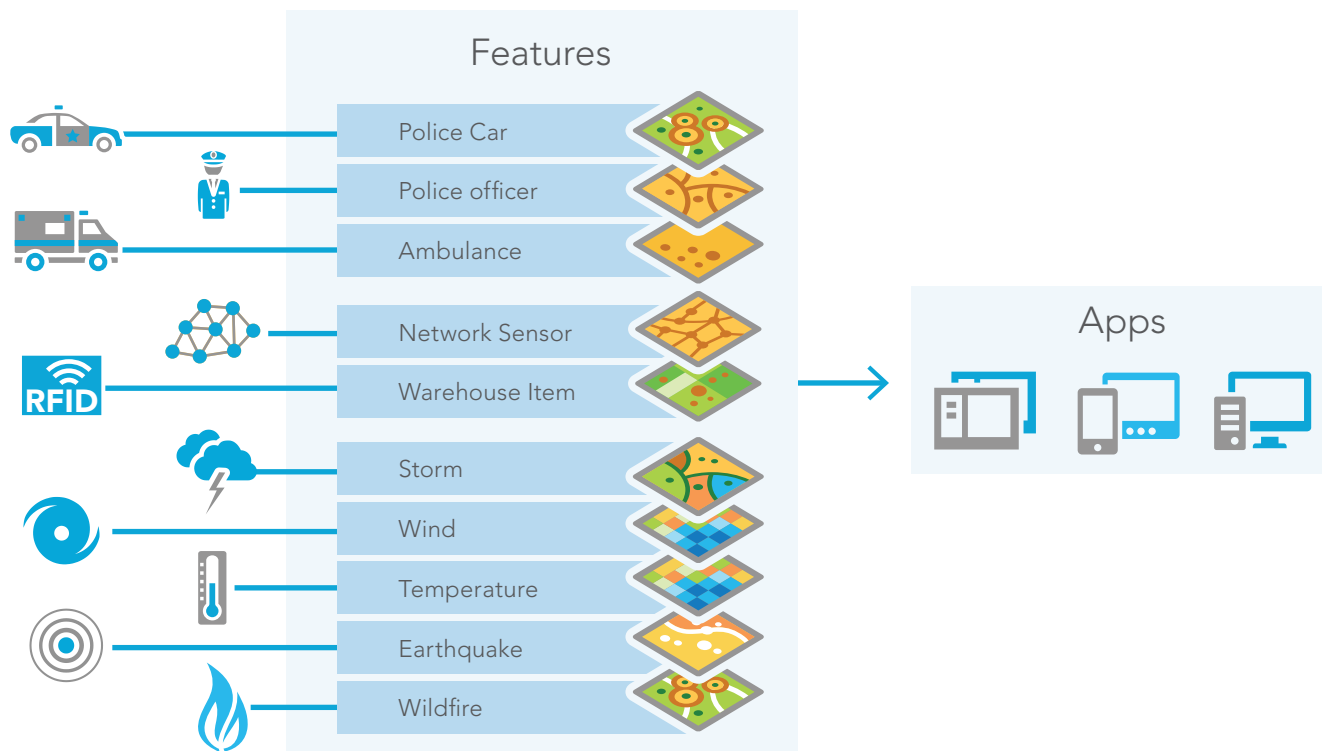 Features
Police Car
Police officer
Ambulance
Network Sensor
RFID
Warehouse Item
Storm
Wind
Temperature
Earthquake
Wildfire
Apps